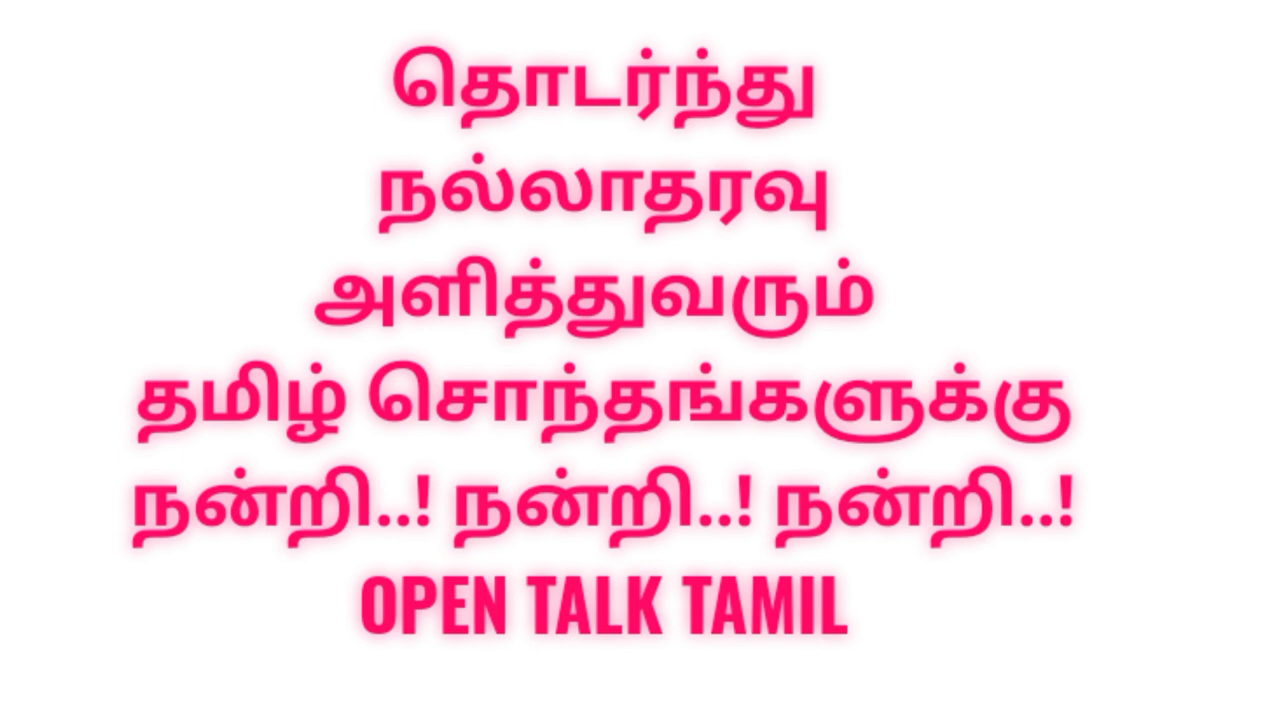 தொடர்ந்து
நல்லாதரவு
அளித்துவரும்
தமிழ் சொந்தங்களுக்கு
நன்றி..! நன்றி..! நன்றி..!
OPEN TALK TAMIL